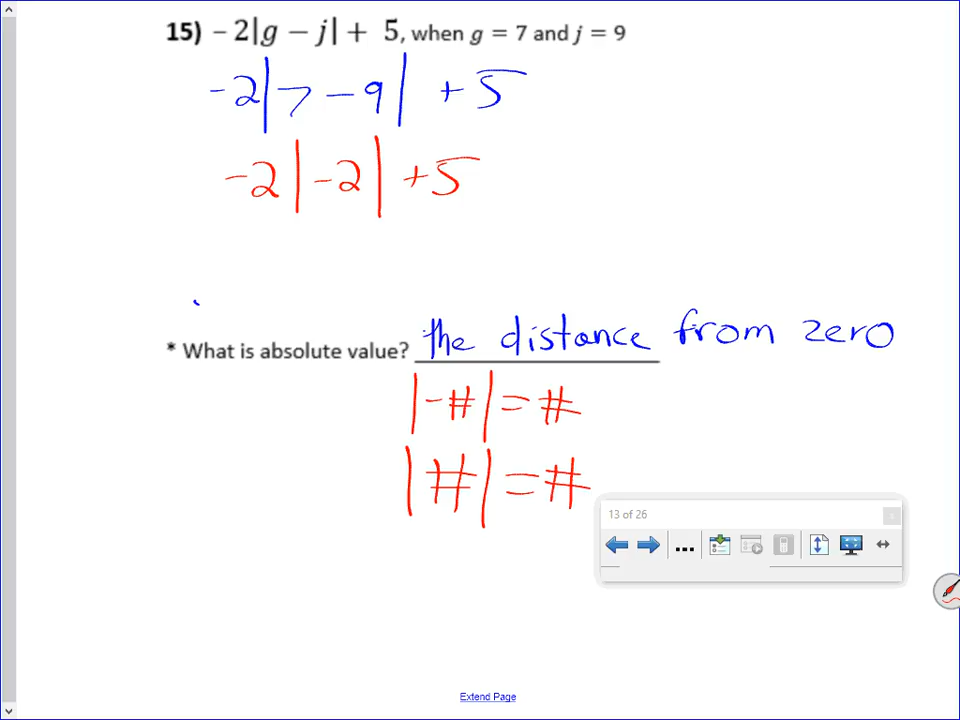 15) − 2|g − j| + 5, when g = 7 and j = 9
-2|7 - 9| + 5
-2|-2| + 5
* What is absolute value? the distance from zero
|-#| = #
|#| = #
13 of 26
...
Extend Page